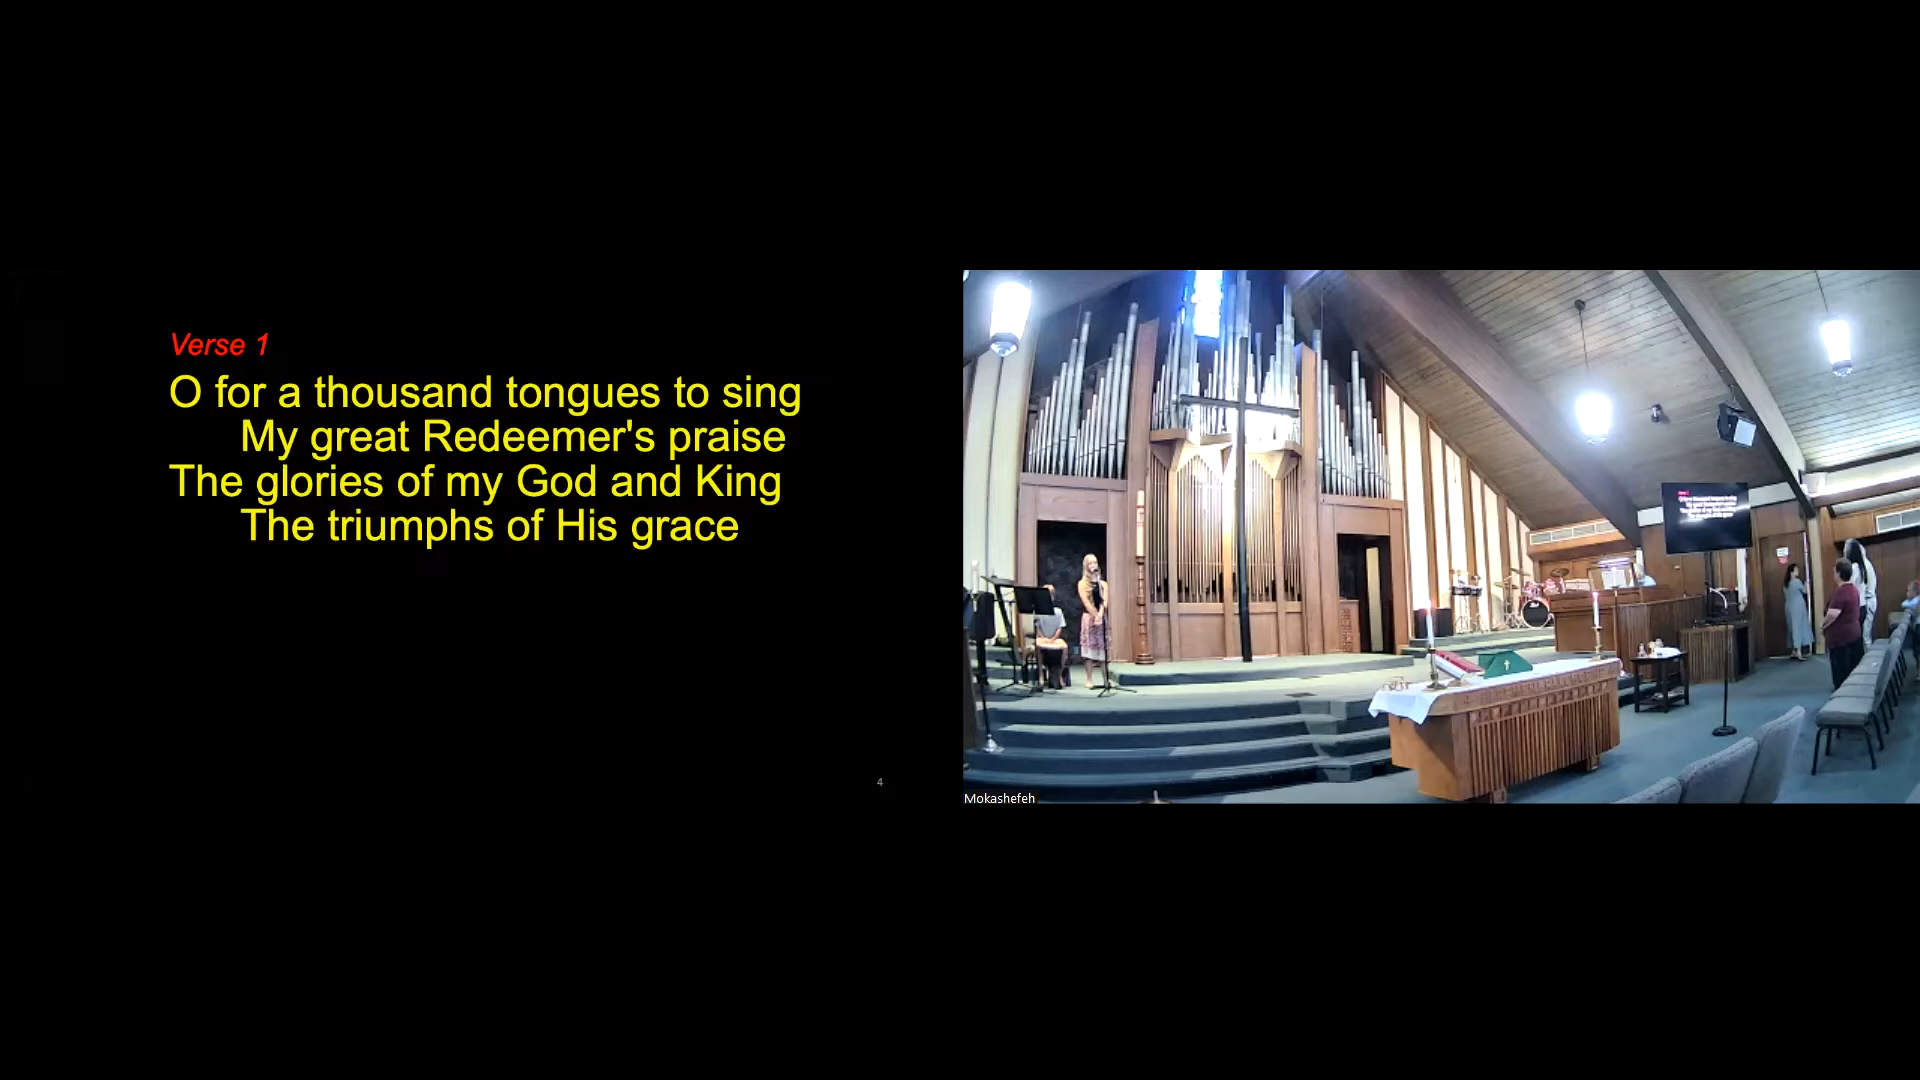 Verse 1
O for a thousand tongues to sing
My great Redeemer's praise
The glories of my God and King
The triumphs of His grace
4
Mokashefeh